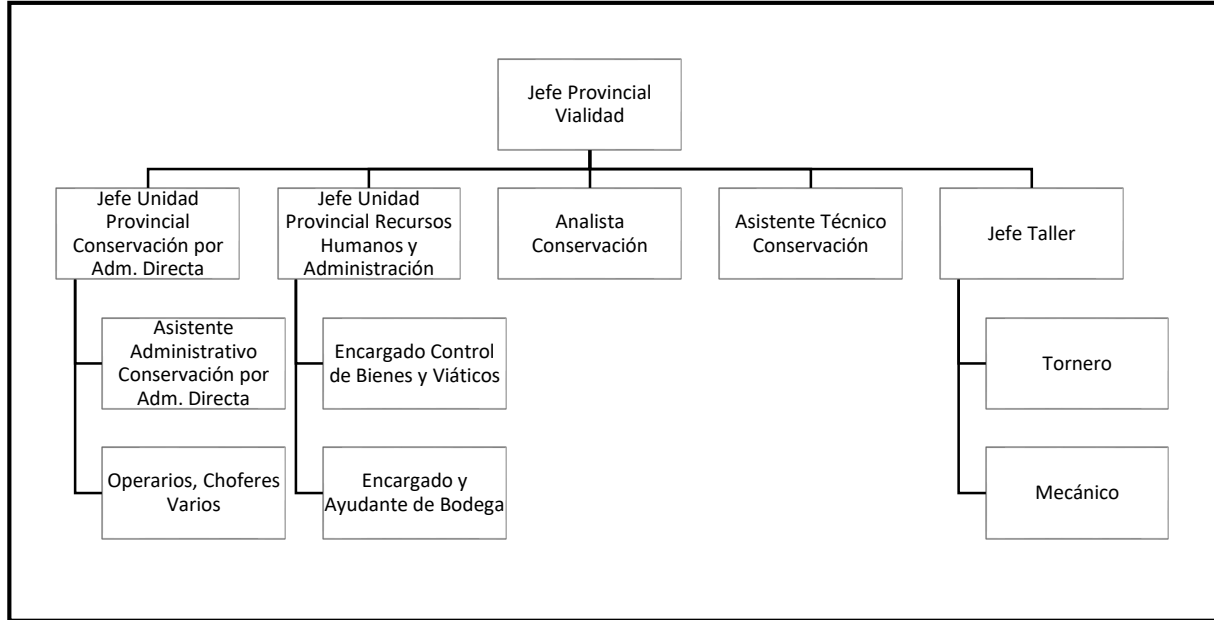 Jefe Provincial
Vialidad
Jefe Unidad
Provincial
Conservación por
Adm. Directa
Jefe Unidad
Provincial Recursos
Humanos y
Administración
Analista
Conservación
Asistente Técnico
Conservación
Jefe Taller
Asistente
Administrativo
Conservación por
Adm. Directa
Encargado Control
de Bienes y Viáticos
Tornero
Operarios, Choferes
Varios
Encargado y
Ayudante de Bodega
Mecánico